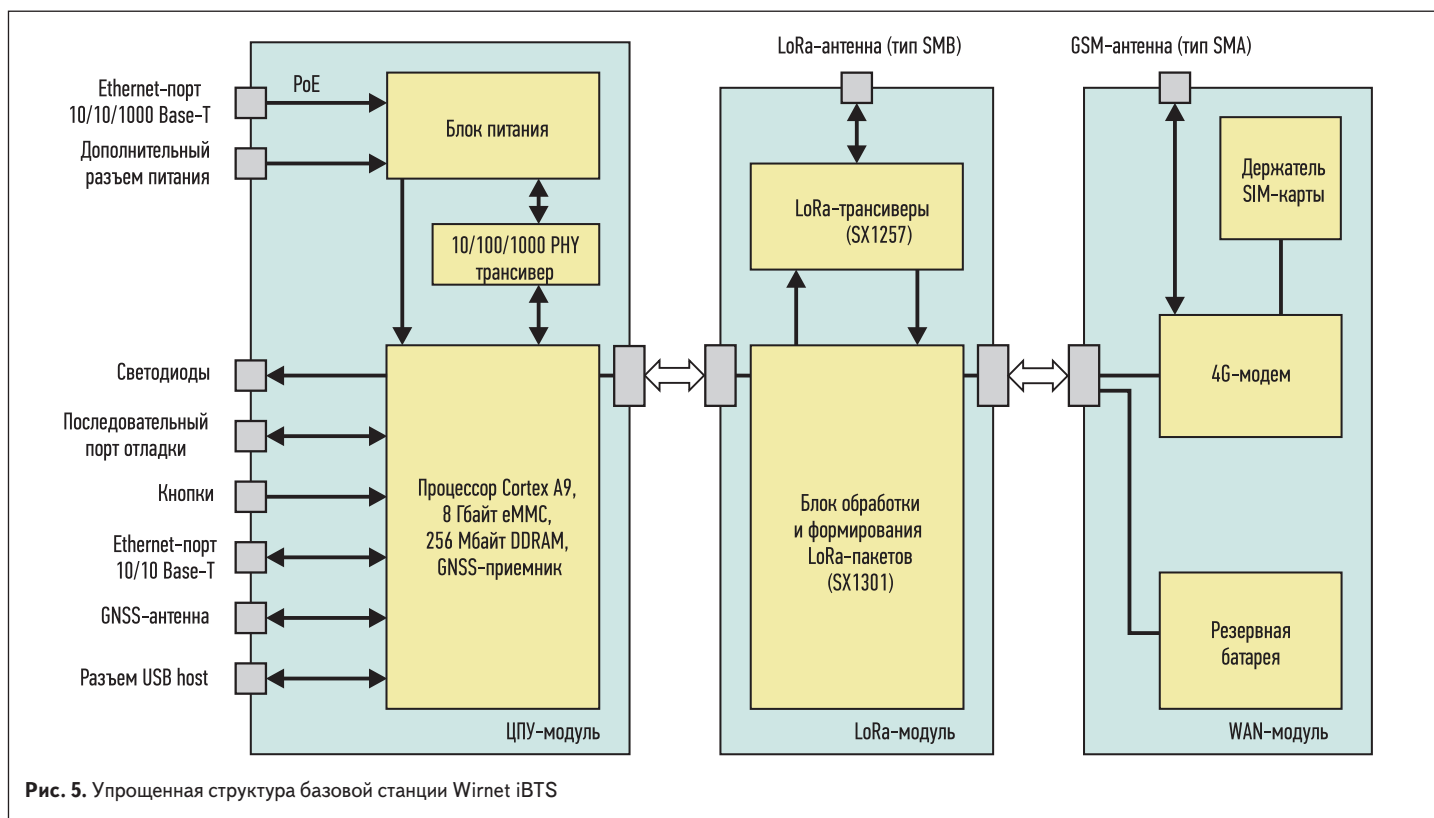 LoRa-антенна (тип SMB)
GSM-антенна (тип SMA)
Ethernet-порт
10/10/1000 Base-T
PoE
Дополнительный
разъем питания
Блок питания
10/100/1000 PHY
трансивер
Светодиоды
Последовательный
порт отладки
Кнопки
Ethernet-порт
10/10 Base-T
GNSS-антенна
Разъем USB host
Процессор Cortex A9,
8 Гбайт eMMC,
256 Мбайт DDRAM,
GNSS-приемник
ЦПУ-модуль
LoRa-трансиверы
(SX1257)
Блок обработки
и формирования
LoRa-пакетов
(SX1301)
LoRa-модуль
Держатель
SIM-карты
4G-модем
Резервная
батарея
WAN-модуль
Рис. 5. Упрощенная структура базовой станции Wirnet iBTS